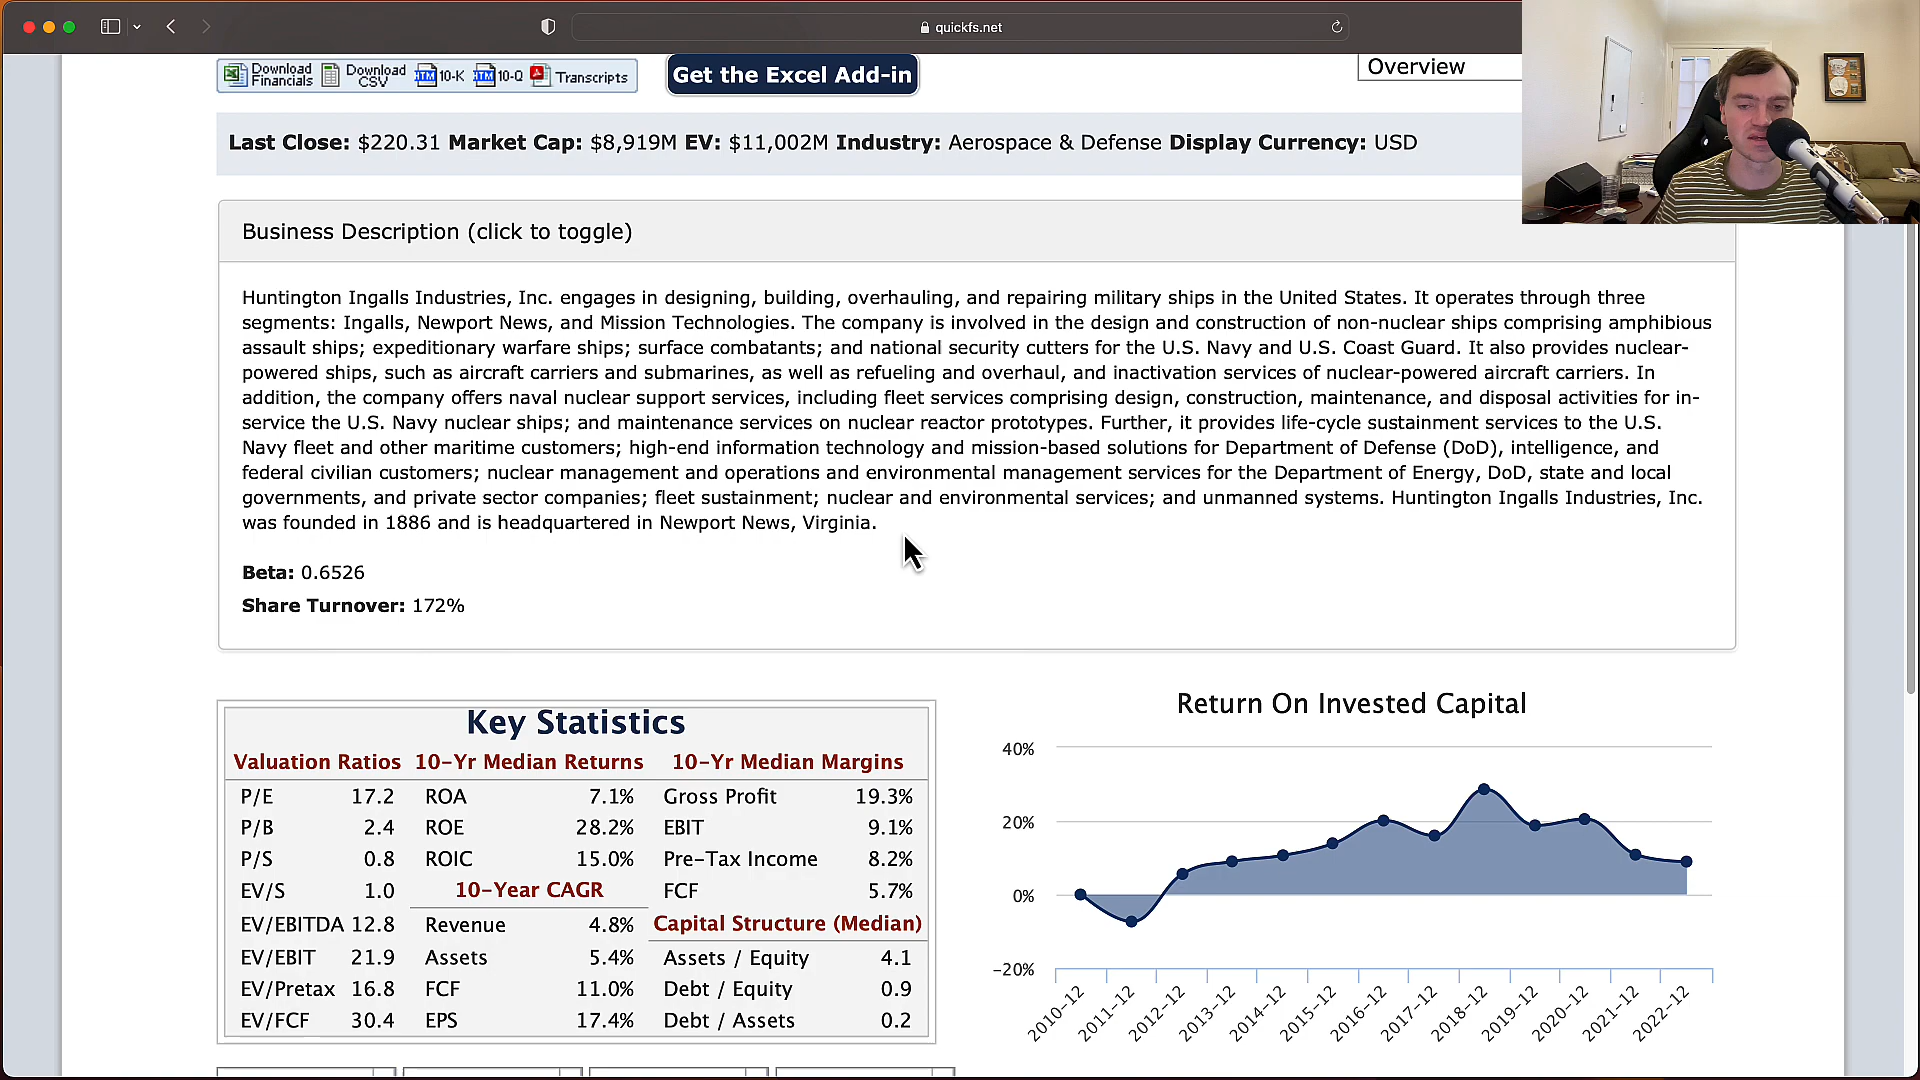 quickfs.net
Download Financials Download CSV 10-K 10-Q Transcripts
Get the Excel Add-in
Overview
Last Close: $220.31 Market Cap: $8,919M EV: $11,002M Industry: Aerospace & Defense Display Currency: USD
Business Description (click to toggle)
Huntington Ingalls Industries, Inc. engages in designing, building, overhauling, and repairing military ships in the United States. It operates through three
segments: Ingalls, Newport News, and Mission Technologies. The company is involved in the design and construction of non-nuclear ships comprising amphibious
assault ships; expeditionary warfare ships; surface combatants; and national security cutters for the U.S. Navy and U.S. Coast Guard. It also provides nuclear-
powered ships, such as aircraft carriers and submarines, as well as refueling and overhaul, and inactivation services of nuclear-powered aircraft carriers. In
addition, the company offers naval nuclear support services, including fleet services comprising design, construction, maintenance, and disposal activities for in-
service the U.S. Navy nuclear ships; and maintenance services on nuclear reactor prototypes. Further, it provides life-cycle sustainment services to the U.S.
Navy fleet and other maritime customers; high-end information technology and mission-based solutions for Department of Defense (DoD), intelligence, and
federal civilian customers; nuclear management and operations and environmental management services for the Department of Energy, DoD, state and local
governments, and private sector companies; fleet sustainment; nuclear and environmental services; and unmanned systems. Huntington Ingalls Industries, Inc.
was founded in 1886 and is headquartered in Newport News, Virginia.
Beta: 0.6526
Share Turnover: 172%
Key Statistics
Valuation Ratios 10-Yr Median Returns 10-Yr Median Margins
P/E 17.2 ROA 7.1% Gross Profit 19.3%
P/B 2.4 ROE 28.2% EBIT 9.1%
P/S 0.8 ROIC 15.0% Pre-Tax Income 8.2%
EV/S 1.0 10-Year CAGR FCF 5.7%
EV/EBITDA 12.8 Revenue 4.8% Capital Structure (Median)
EV/EBIT 21.9 Assets 5.4% Assets / Equity 4.1
EV/Pretax 16.8 FCF 11.0% Debt / Equity 0.9
EV/FCF 30.4 EPS 17.4% Debt / Assets 0.2
Return On Invested Capital
40%
20%
0%
-20%
2010-12 2011-12 2012-12 2013-12 2014-12 2015-12 2016-12 2017-12 2018-12 2019-12 2020-12 2021-12 2022-12